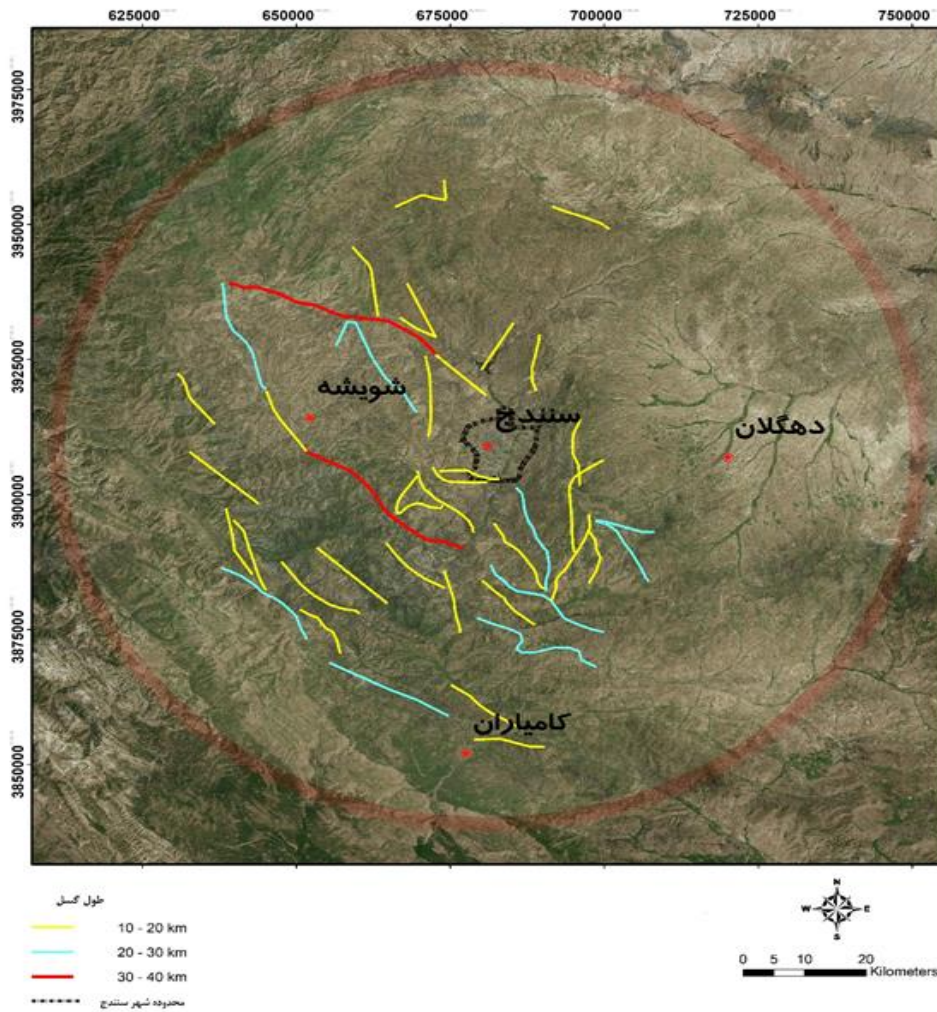 625000 650000 675000 700000 725000 750000
3975000
3950000
3925000
3900000
3875000
3850000
شویشه
سنندج
دهگلان
کامیاران
طول گسل
10 - 20 km
20 - 30 km
30 - 40 km
محدوده شهر سنندج
N
W E
S
0 5 10 20
Kilometers